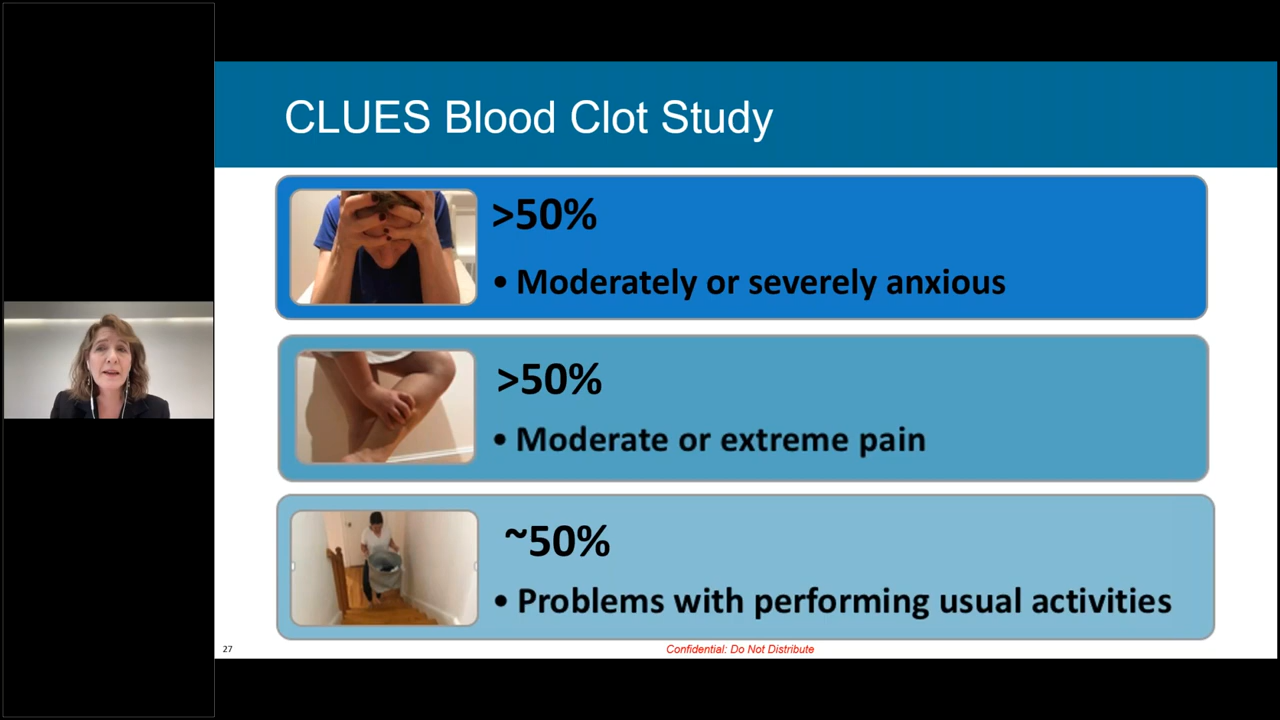 CLUES Blood Clot Study
>50%
• Moderately or severely anxious
>50%
• Moderate or extreme pain
~50%
• Problems with performing usual activities
27
Confidential: Do Not Distribute